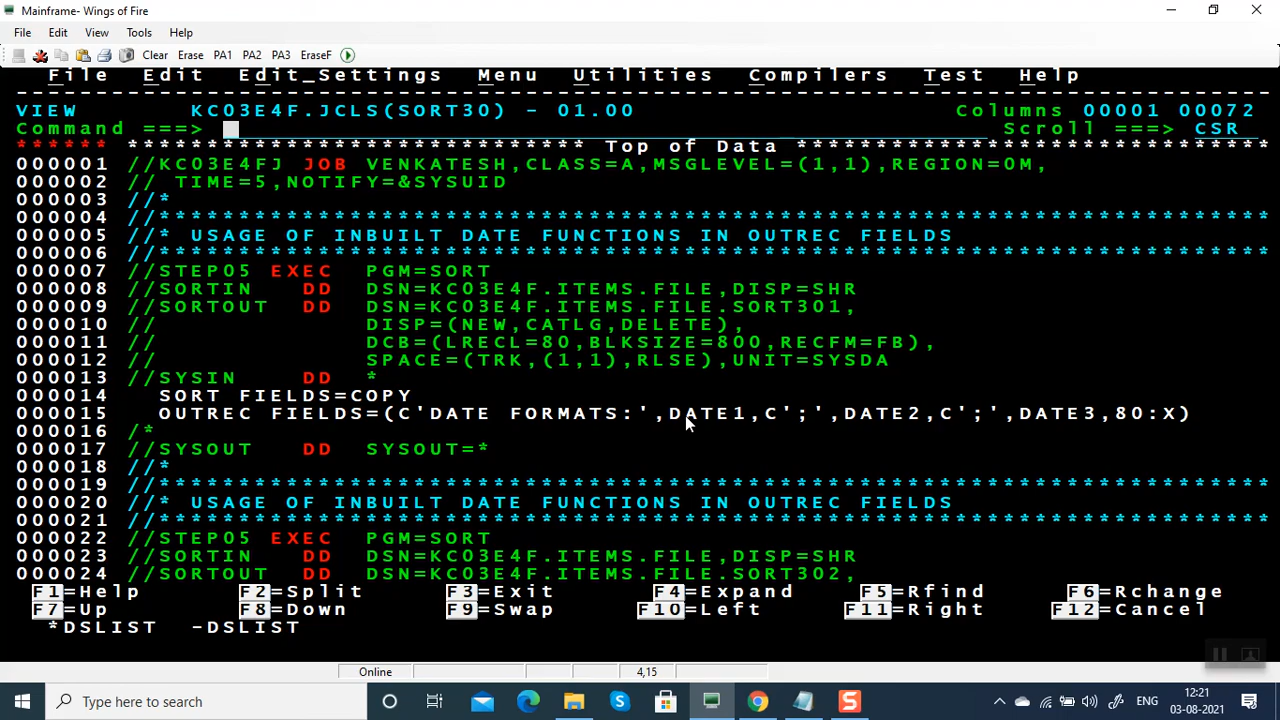 Mainframe- Wings of Fire
File Edit View Tools Help
Clear Erase PA1 PA2 PA3 EraseF
File Edit Edit_Settings Menu Utilities Compilers Test Help
VIEW KC03E4F.JCLS(SORT30) - 01.00 Columns 00001 00072
Command ===> Scroll ===> CSR
****** ***************************** Top of Data ******************************
000001 //KC03E4FJ JOB VENKATESH,CLASS=A,MSGLEVEL=(1,1),REGION=0M,
000002 // TIME=5,NOTIFY=&SYSUID
000003 //*
000004 //*********************************************************************
000005 //* USAGE OF INBUILT DATE FUNCTIONS IN OUTREC FIELDS
000006 //*********************************************************************
000007 //STEP05 EXEC PGM=SORT
000008 //SORTIN DD DSN=KC03E4F.ITEMS.FILE,DISP=SHR
000009 //SORTOUT DD DSN=KC03E4F.ITEMS.FILE.SORT301,
000010 // DISP=(NEW,CATLG,DELETE),
000011 // DCB=(LRECL=80,BLKSIZE=800,RECFM=FB),
000012 // SPACE=(TRK,(1,1),RLSE),UNIT=SYSDA
000013 //SYSIN DD *
000014 SORT FIELDS=COPY
000015 OUTREC FIELDS=(C'DATE FORMATS:',DATE1,C';',DATE2,C';',DATE3,80:X)
000016 /*
000017 //SYSOUT DD SYSOUT=*
000018 //*
000019 //*********************************************************************
000020 //* USAGE OF INBUILT DATE FUNCTIONS IN OUTREC FIELDS
000021 //*********************************************************************
000022 //STEP05 EXEC PGM=SORT
000023 //SORTIN DD DSN=KC03E4F.ITEMS.FILE,DISP=SHR
000024 //SORTOUT DD DSN=KC03E4F.ITEMS.FILE.SORT302,
F1=Help F2=Split F3=Exit F4=Expand F5=Rfind F6=Rchange
F7=Up F8=Down F9=Swap F10=Left F11=Right F12=Cancel
*DSLIST -DSLIST
Online 4,15
Type here to search
ENG
12:21
03-08-2021